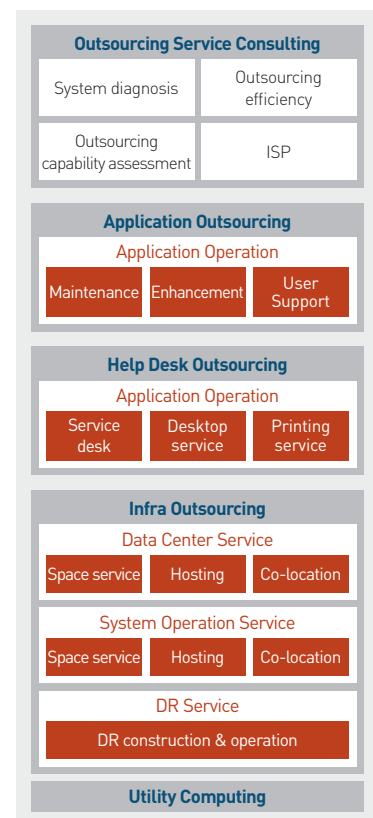 Outsourcing Service Consulting
System diagnosis
Outsourcing
efficiency
Outsourcing
capability assessment
ISP
Application Outsourcing
Application Operation
Maintenance
Enhancement
User
Support
Help Desk Outsourcing
Application Operation
Service
desk
Desktop
service
Printing
service
Infra Outsourcing
Data Center Service
Space service
Hosting
Co-location
System Operation Service
Space service
Hosting
Co-location
DR Service
DR construction & operation
Utility Computing